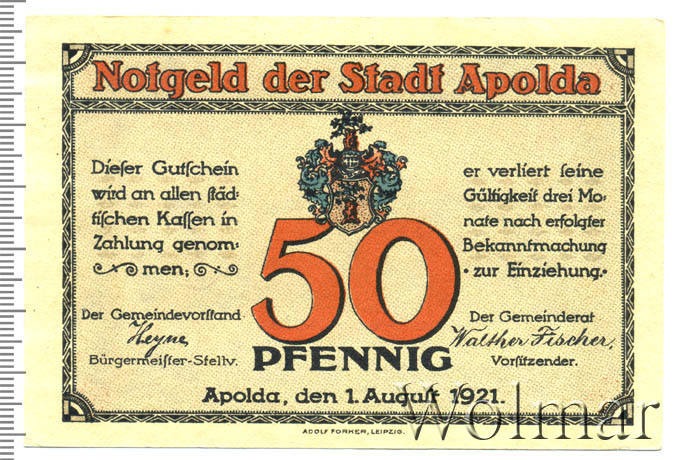 Notgeld der Stadt Apolda
Dieſer Gutſchein
wird an allen ſtäd-
tiſchen Kaſſen in
Zahlung genom:
men;
er verliert ſeine
Gültigkeit drei Mo-
nate nach erfolgter
Bekanntmachung
· zur Einziehung. ·
50
PFENNIG
Der Gemeindevorſtand
Heyne
Bürgermeiſter-Stellv.
Der Gemeinderat
Walther Fischer.
Vorſitzender.
Apolda, den 1. Auguſt 1921.
ADOLF FORKER, LEIPZIG.
Wolmar